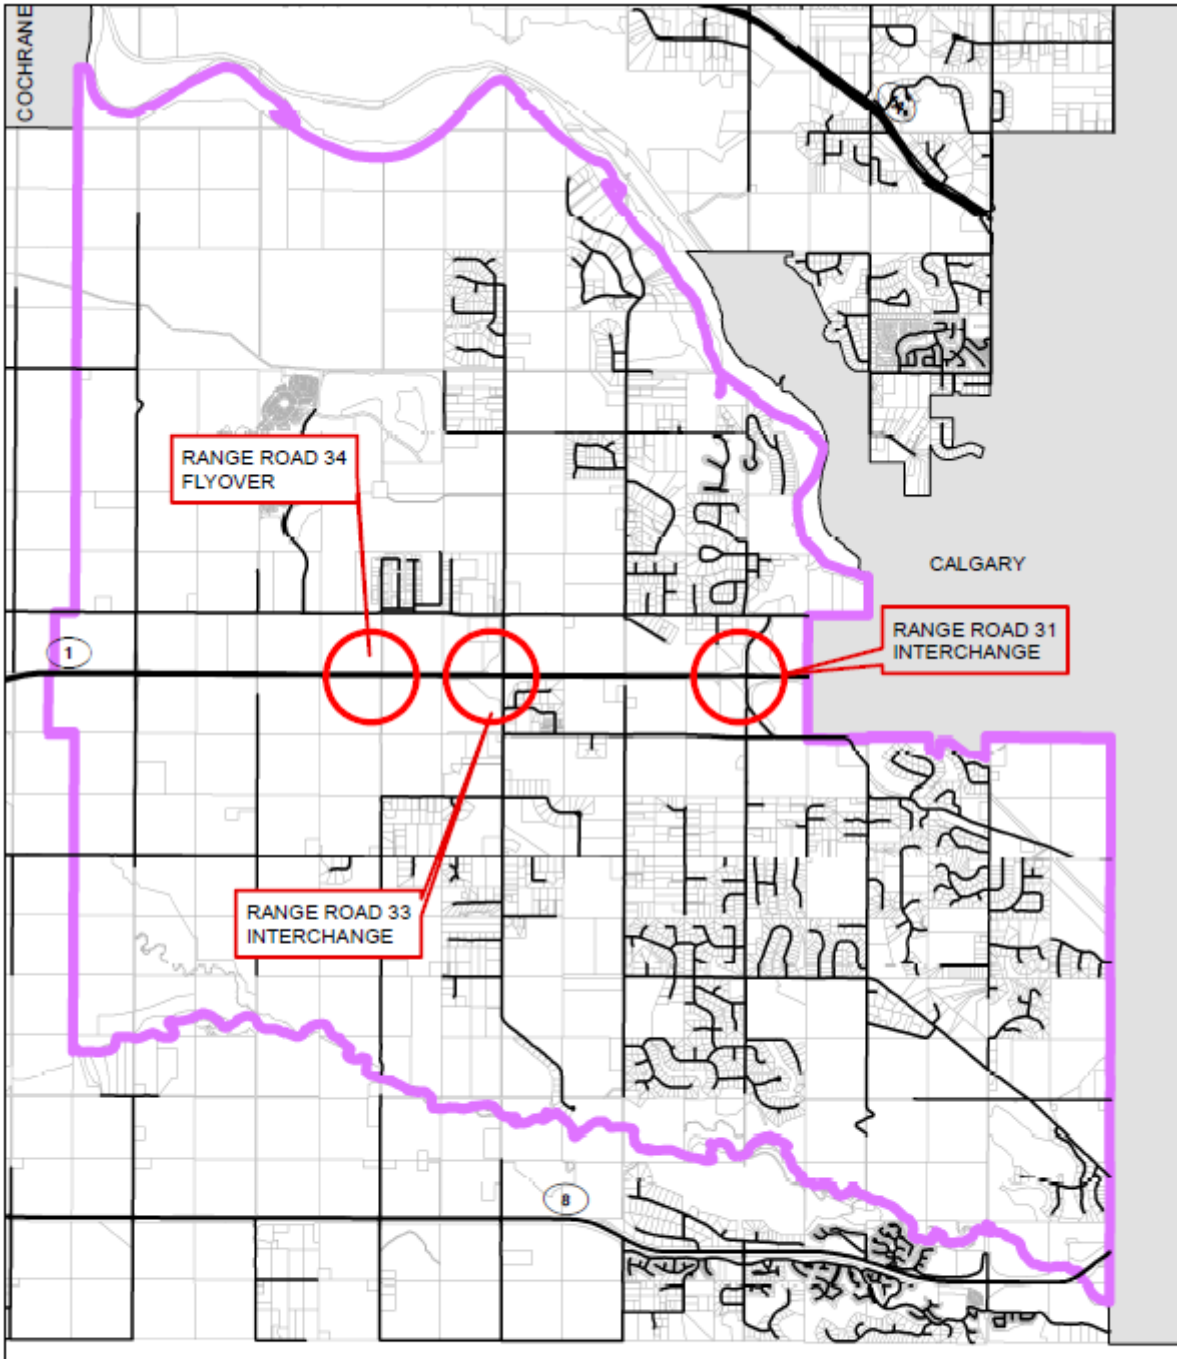 COCHRANE
RANGE ROAD 34
FLYOVER
CALGARY
RANGE ROAD 31
INTERCHANGE
1
RANGE ROAD 33
INTERCHANGE
8